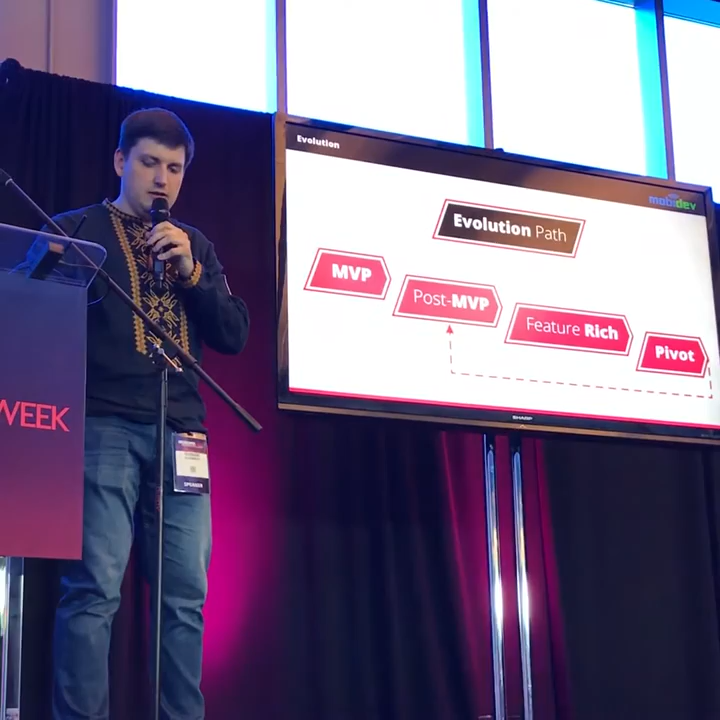 Evolution
mobidev
Evolution Path
MVP
Post-MVP
Feature Rich
Pivot
SHARP
WEEK
SPEAKER